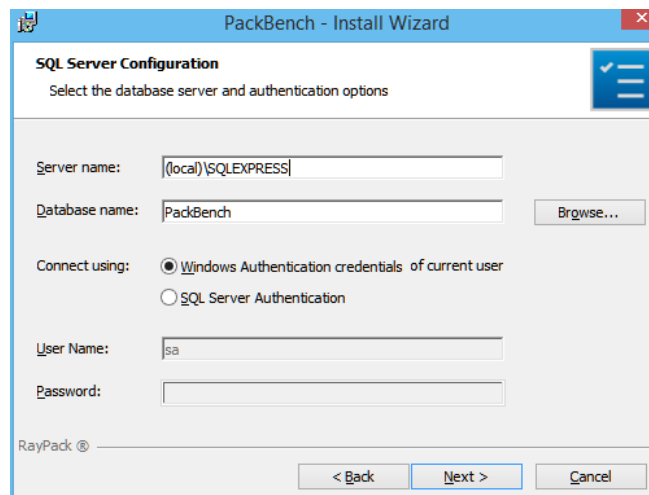 PackBench - Install Wizard
SQL Server Configuration
Select the database server and authentication options
Server name: (local)\SQLEXPRESS
Database name: PackBench Browse...
Connect using: Windows Authentication credentials of current user
SQL Server Authentication
User Name: sa
Password:
RayPack ®
< Back Next > Cancel